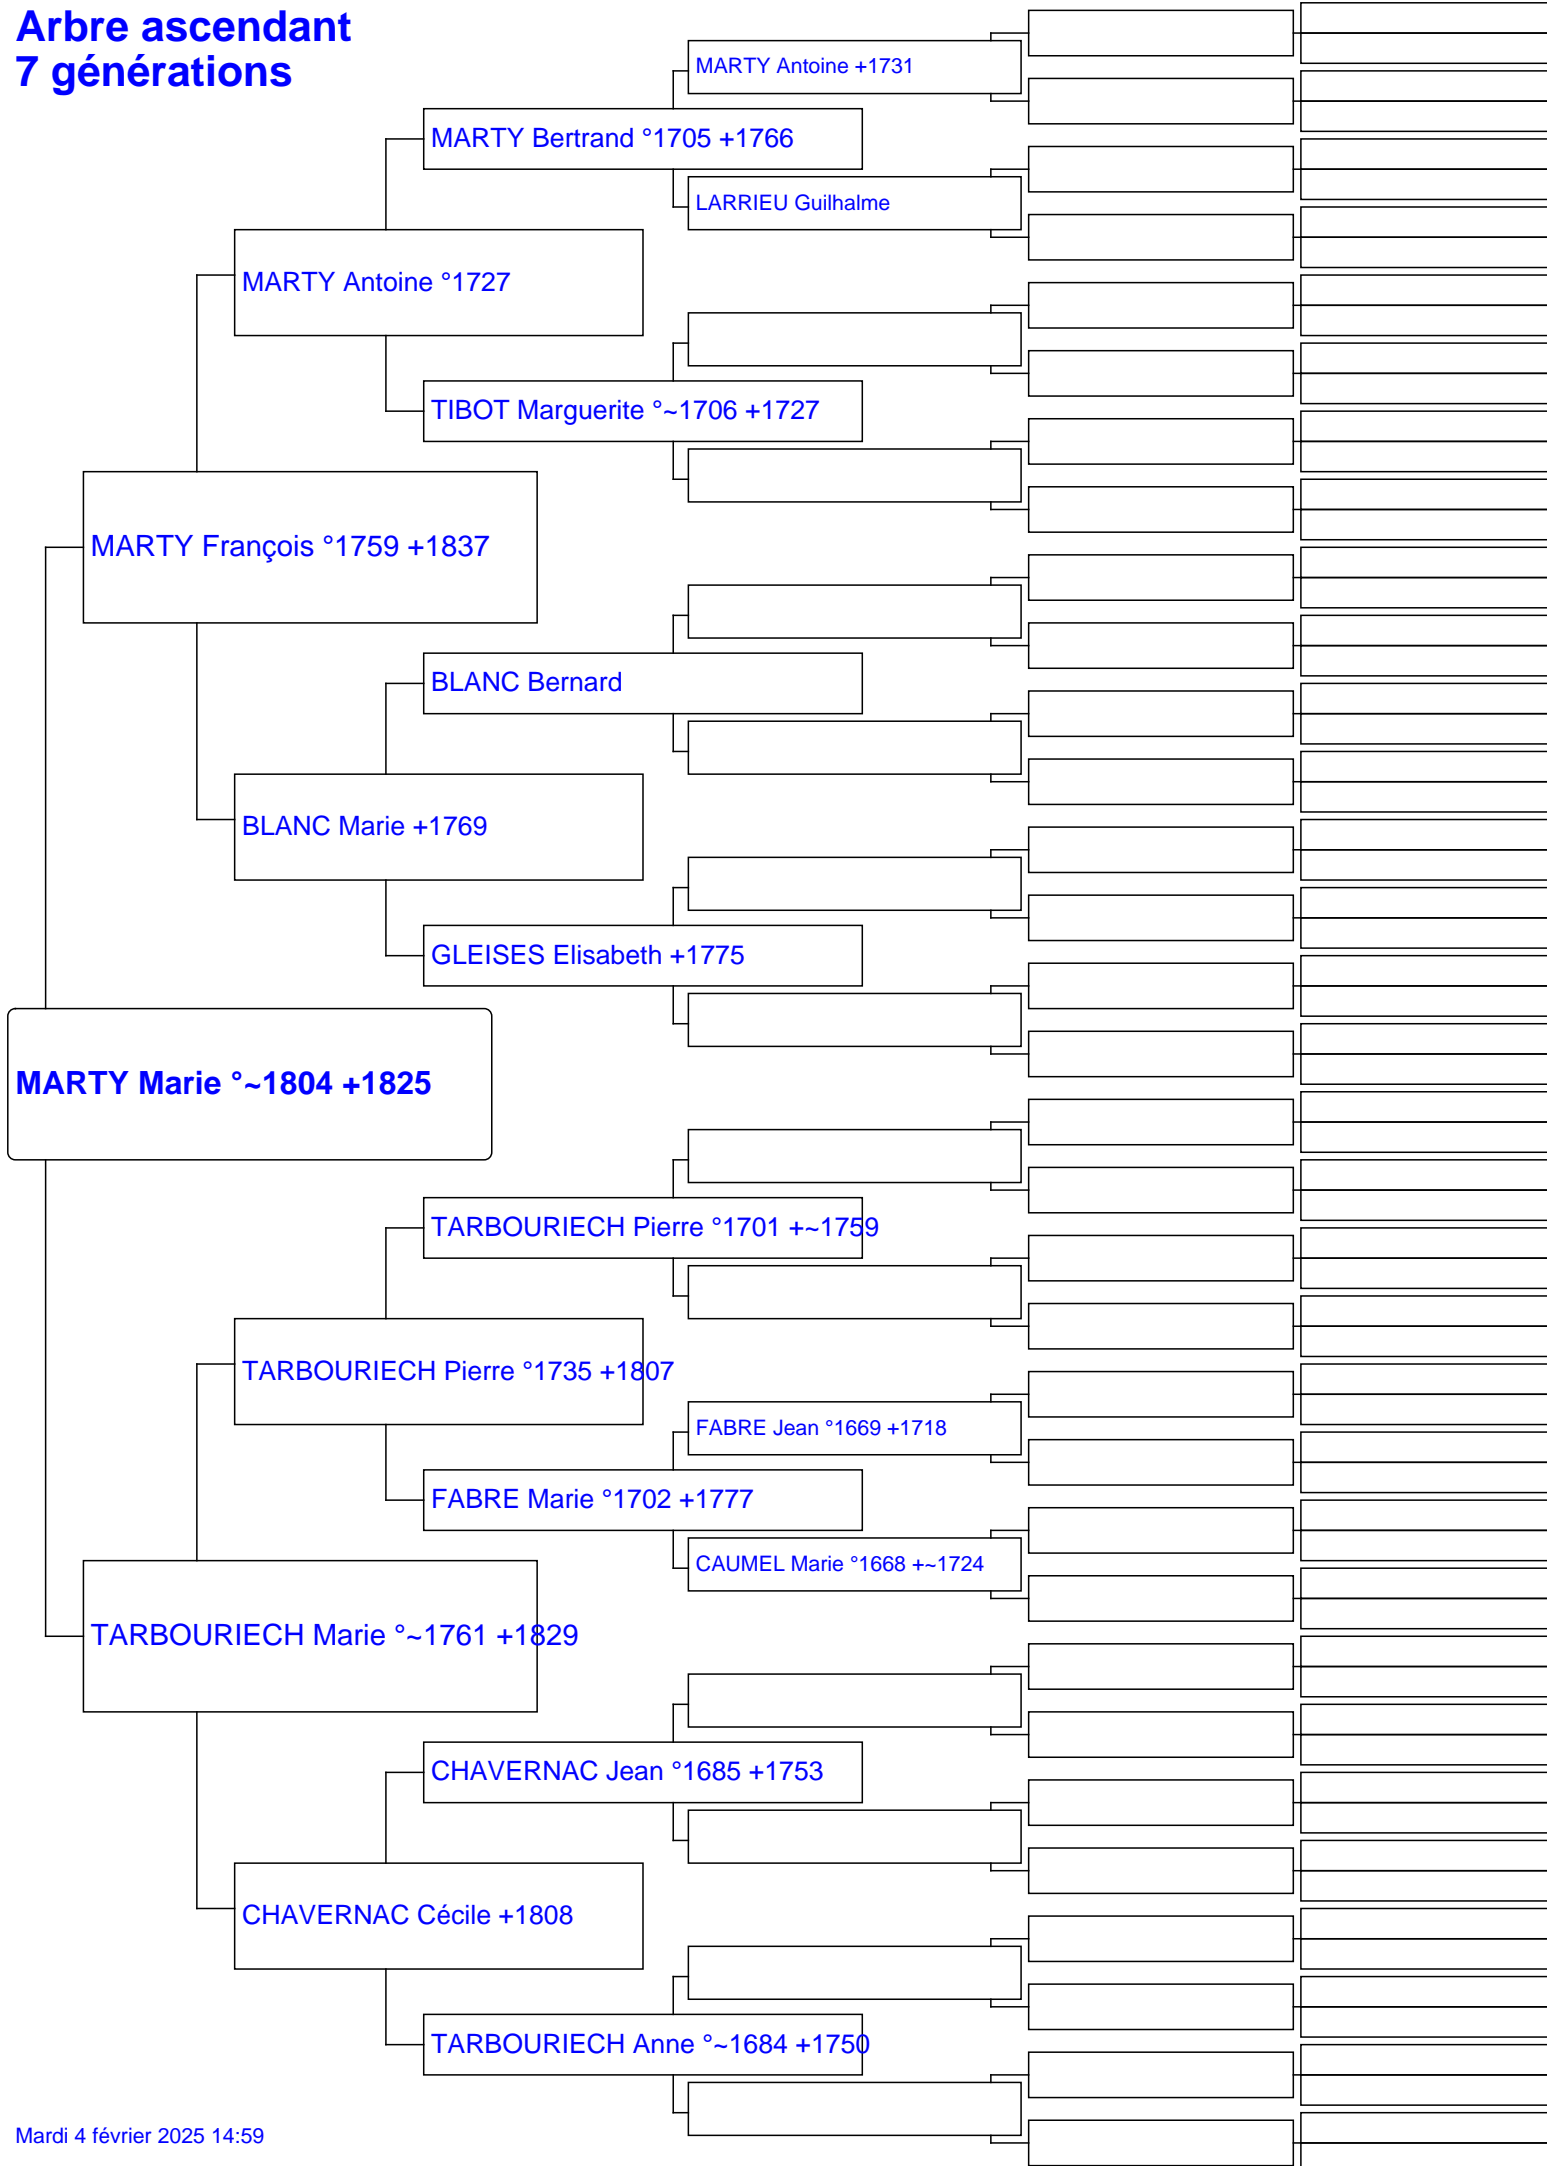 Arbre ascendant
7 générations
MARTY Antoine +1731
MARTY Bertrand °1705 +1766
LARRIEU Guilhalme
MARTY Antoine °1727
TIBOT Marguerite °~1706 +1727
MARTY François °1759 +1837
BLANC Bernard
BLANC Marie +1769
GLEISES Elisabeth +1775
MARTY Marie °~1804 +1825
TARBOURIECH Pierre °1701 +~1759
TARBOURIECH Pierre °1735 +1807
FABRE Jean °1669 +1718
FABRE Marie °1702 +1777
CAUMEL Marie °1668 +~1724
TARBOURIECH Marie °~1761 +1829
CHAVERNAC Jean °1685 +1753
CHAVERNAC Cécile +1808
TARBOURIECH Anne °~1684 +1750
Mardi 4 février 2025 14:59